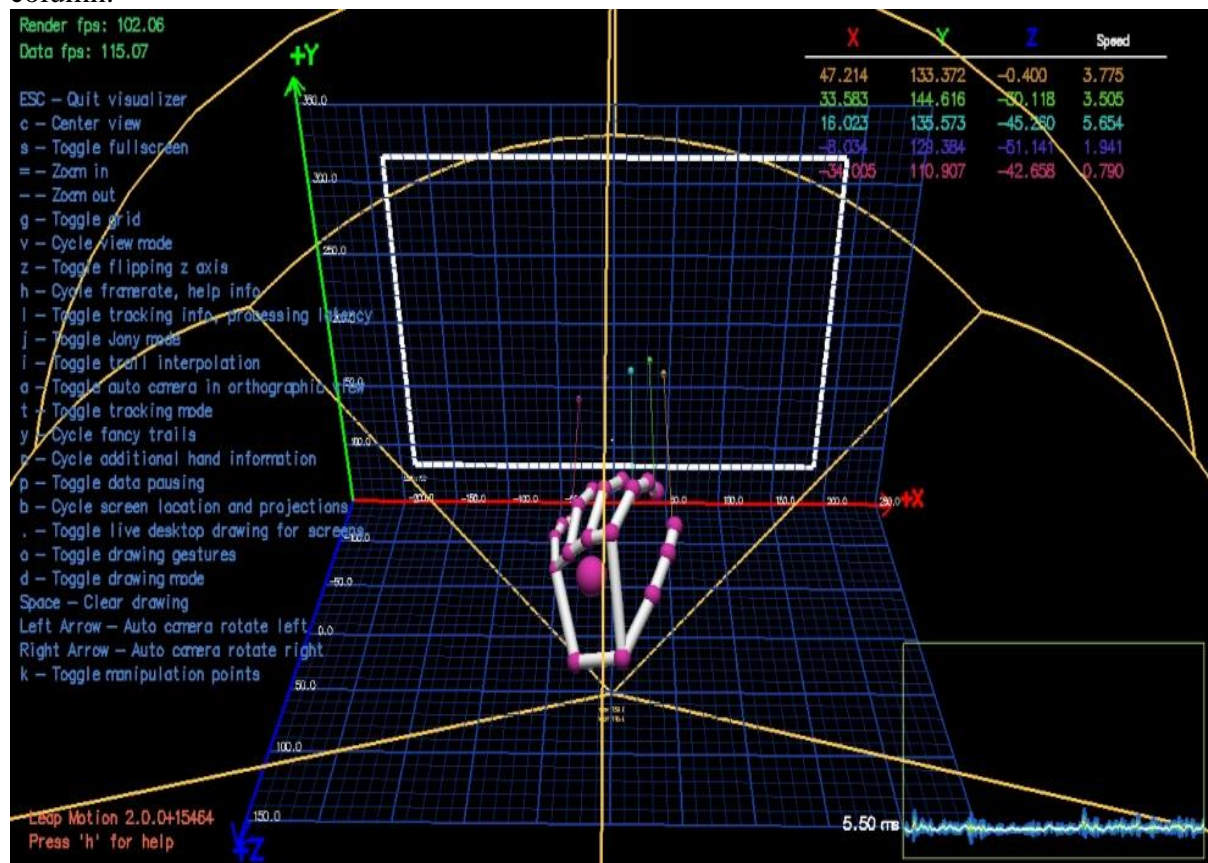 column.
Render fps: 102.06
Data fps: 115.07
+Y
X Y Z Speed
47.214 133.372 -0.400 3.775
33.583 144.616 -30.118 3.505
16.023 135.573 -45.260 5.654
-8.034 129.384 -51.141 1.941
-34.005 110.907 -42.658 0.790
ESC - Quit visualizer
c - Center view
s - Toggle fullscreen
= - Zoom in
- - Zoom out
g - Toggle grid
v - Cycle view mode
z - Toggle flipping z axis
h - Cycle framerate, help info
l - Toggle tracking info, processing latency
j - Toggle Jony mode
i - Toggle trail interpolation
a - Toggle auto camera in orthographic view
t - Toggle tracking mode
y - Cycle fancy trails
n - Cycle additional hand information
p - Toggle data pausing
b - Cycle screen location and projections
. - Toggle live desktop drawing for screens
o - Toggle drawing gestures
d - Toggle drawing mode
Space - Clear drawing
Left Arrow - Auto camera rotate left
Right Arrow - Auto camera rotate right
k - Toggle manipulation points
350.0
300.0
250.0
200.0
100.0
-200.0 -150.0 -100.0 50.0 100.0 150.0 200.0 250.0 +X
-100.0
-50.0
0.0
50.0
100.0
150.0
+Z
5.50 ms
Leap Motion 2.0.0+15464
Press 'h' for help